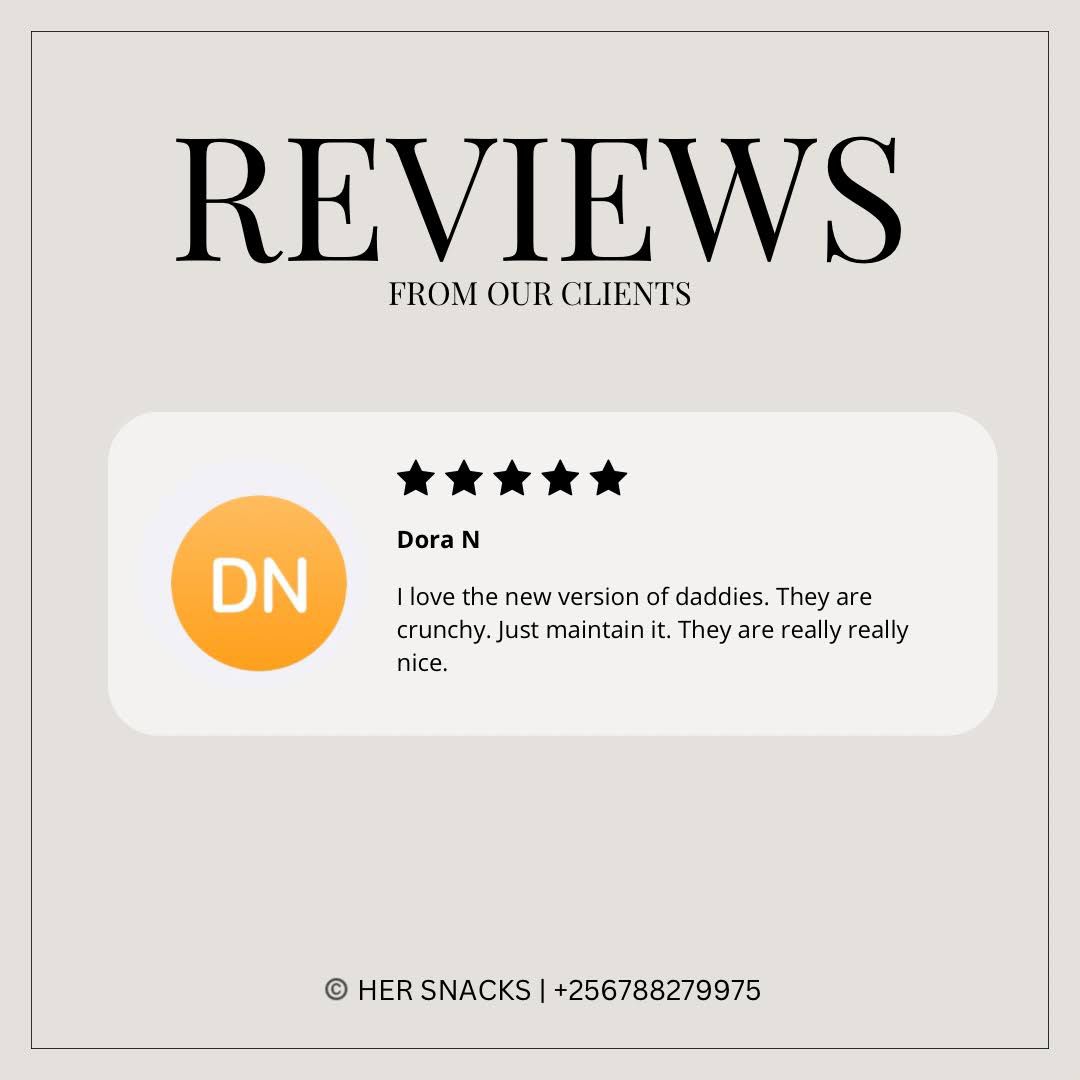 REVIEWS
FROM OUR CLIENTS
DN
Dora N
I love the new version of daddies. They are
crunchy. Just maintain it. They are really really
nice.
© HER SNACKS | +256788279975